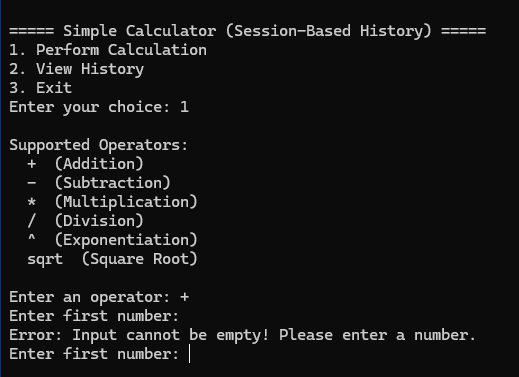 ===== Simple Calculator (Session-Based History) =====
1. Perform Calculation
2. View History
3. Exit
Enter your choice: 1
Supported Operators:
+ (Addition)
- (Subtraction)
* (Multiplication)
/ (Division)
^ (Exponentiation)
sqrt (Square Root)
Enter an operator: +
Enter first number:
Error: Input cannot be empty! Please enter a number.
Enter first number: